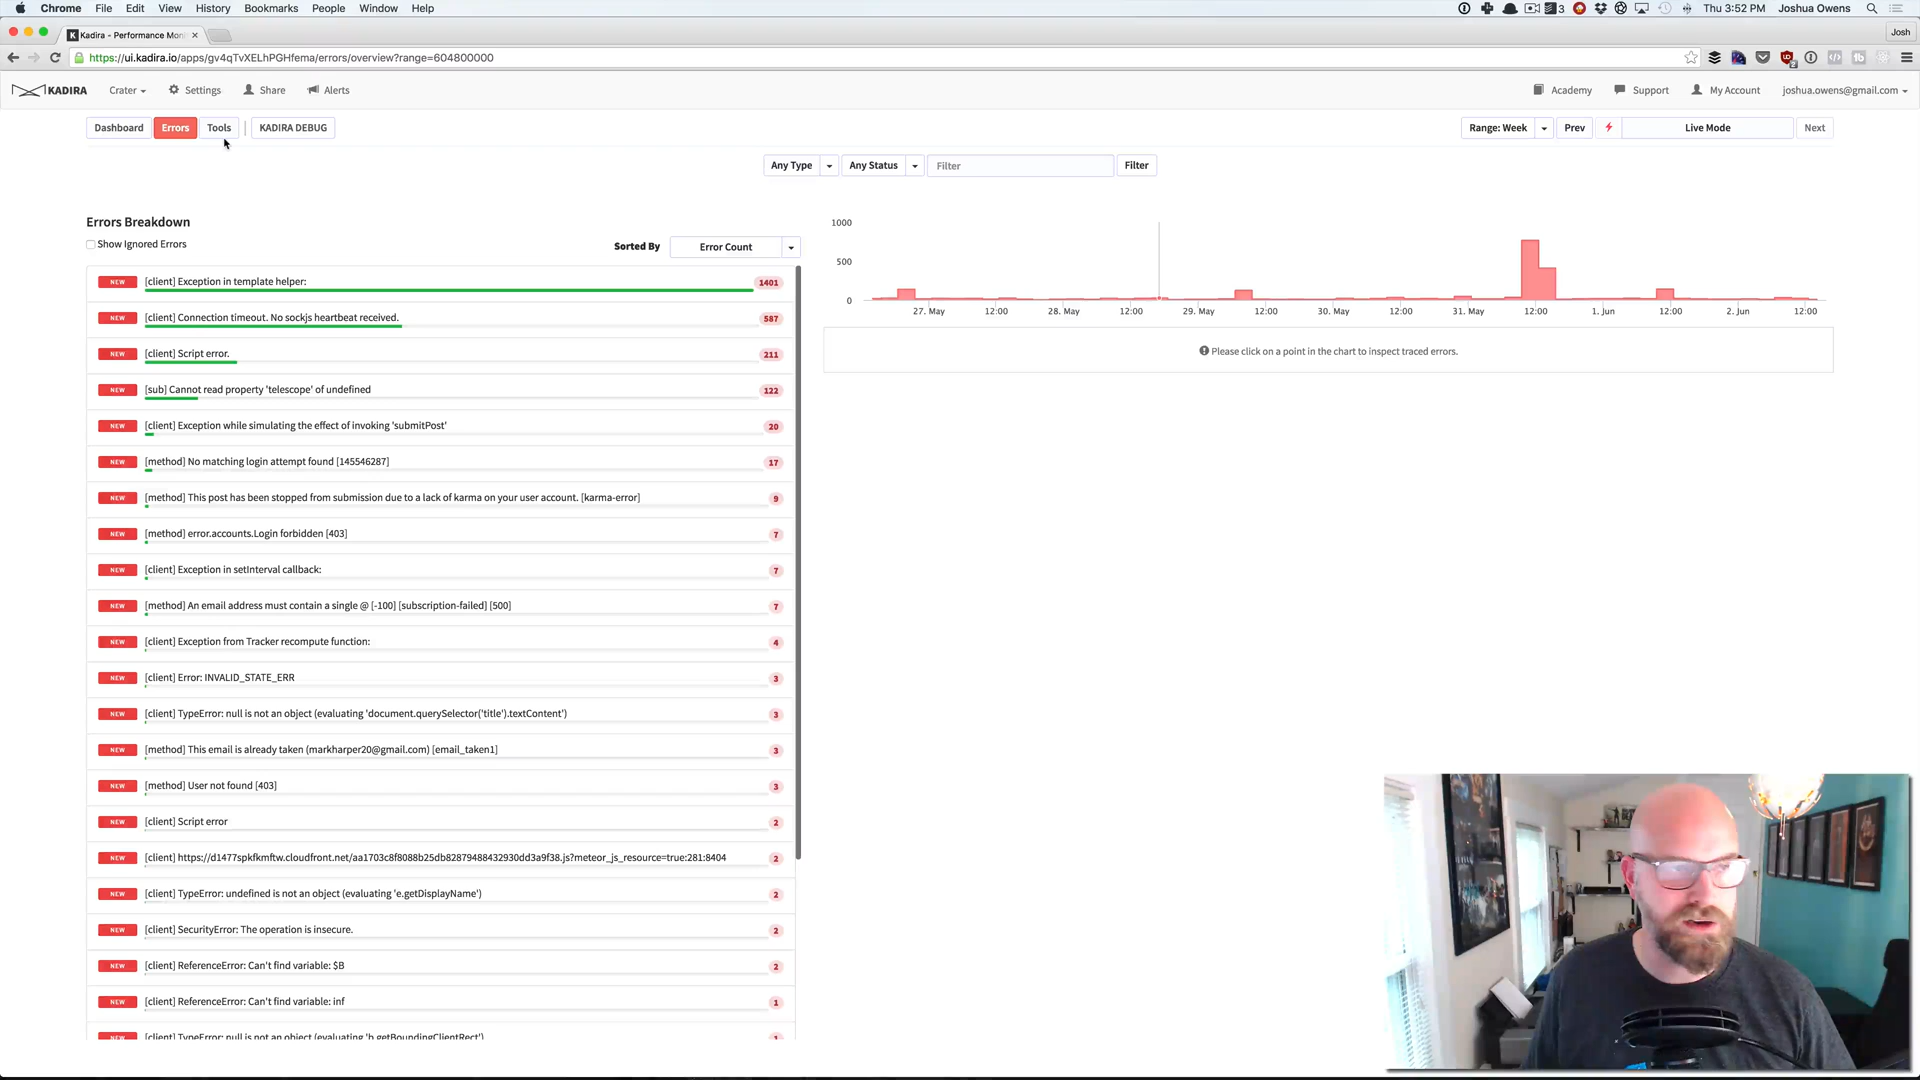 Chrome File Edit View History Bookmarks People Window Help
3 Thu 3:52 PM Joshua Owens
Kadira - Performance Moni
Josh
https://ui.kadira.io/apps/gv4qTvXELhPGHfema/errors/overview?range=604800000
KADIRA Crater Settings Share Alerts Academy Support My Account joshua.owens@gmail.com
Dashboard Errors Tools KADIRA DEBUG Range: Week Prev Live Mode Next
Any Type Any Status Filter Filter
Errors Breakdown
Show Ignored Errors
Sorted By Error Count
NEW [client] Exception in template helper: 1401
NEW [client] Connection timeout. No sockjs heartbeat received. 587
NEW [client] Script error. 211
NEW [sub] Cannot read property 'telescope' of undefined 122
NEW [client] Exception while simulating the effect of invoking 'submitPost' 20
NEW [method] No matching login attempt found [145546287] 17
NEW [method] This post has been stopped from submission due to a lack of karma on your user account. [karma-error] 9
NEW [method] error.accounts.Login forbidden [403] 7
NEW [client] Exception in setInterval callback: 7
NEW [method] An email address must contain a single @ [-100] [subscription-failed] [500] 7
NEW [client] Exception from Tracker recompute function: 4
NEW [client] Error: INVALID_STATE_ERR 3
NEW [client] TypeError: null is not an object (evaluating 'document.querySelector('title').textContent') 3
NEW [method] This email is already taken (markharper20@gmail.com) [email_taken1] 3
NEW [method] User not found [403] 3
NEW [client] Script error 2
NEW [client] https://d1477spkfkmftw.cloudfront.net/aa1703c8f8088b25db82879488432930dd3a9f38.js?meteor_js_resource=true:281:8404 2
NEW [client] TypeError: undefined is not an object (evaluating 'e.getDisplayName') 2
NEW [client] SecurityError: The operation is insecure. 2
NEW [client] ReferenceError: Can't find variable: $B 2
NEW [client] ReferenceError: Can't find variable: inf 1
NEW [client] TypeError: null is not an object (evaluating 'b.getBoundingClientRect') 1
1000
500
0
27. May 12:00 28. May 12:00 29. May 12:00 30. May 12:00 31. May 12:00 1. Jun 12:00 2. Jun 12:00
Please click on a point in the chart to inspect traced errors.